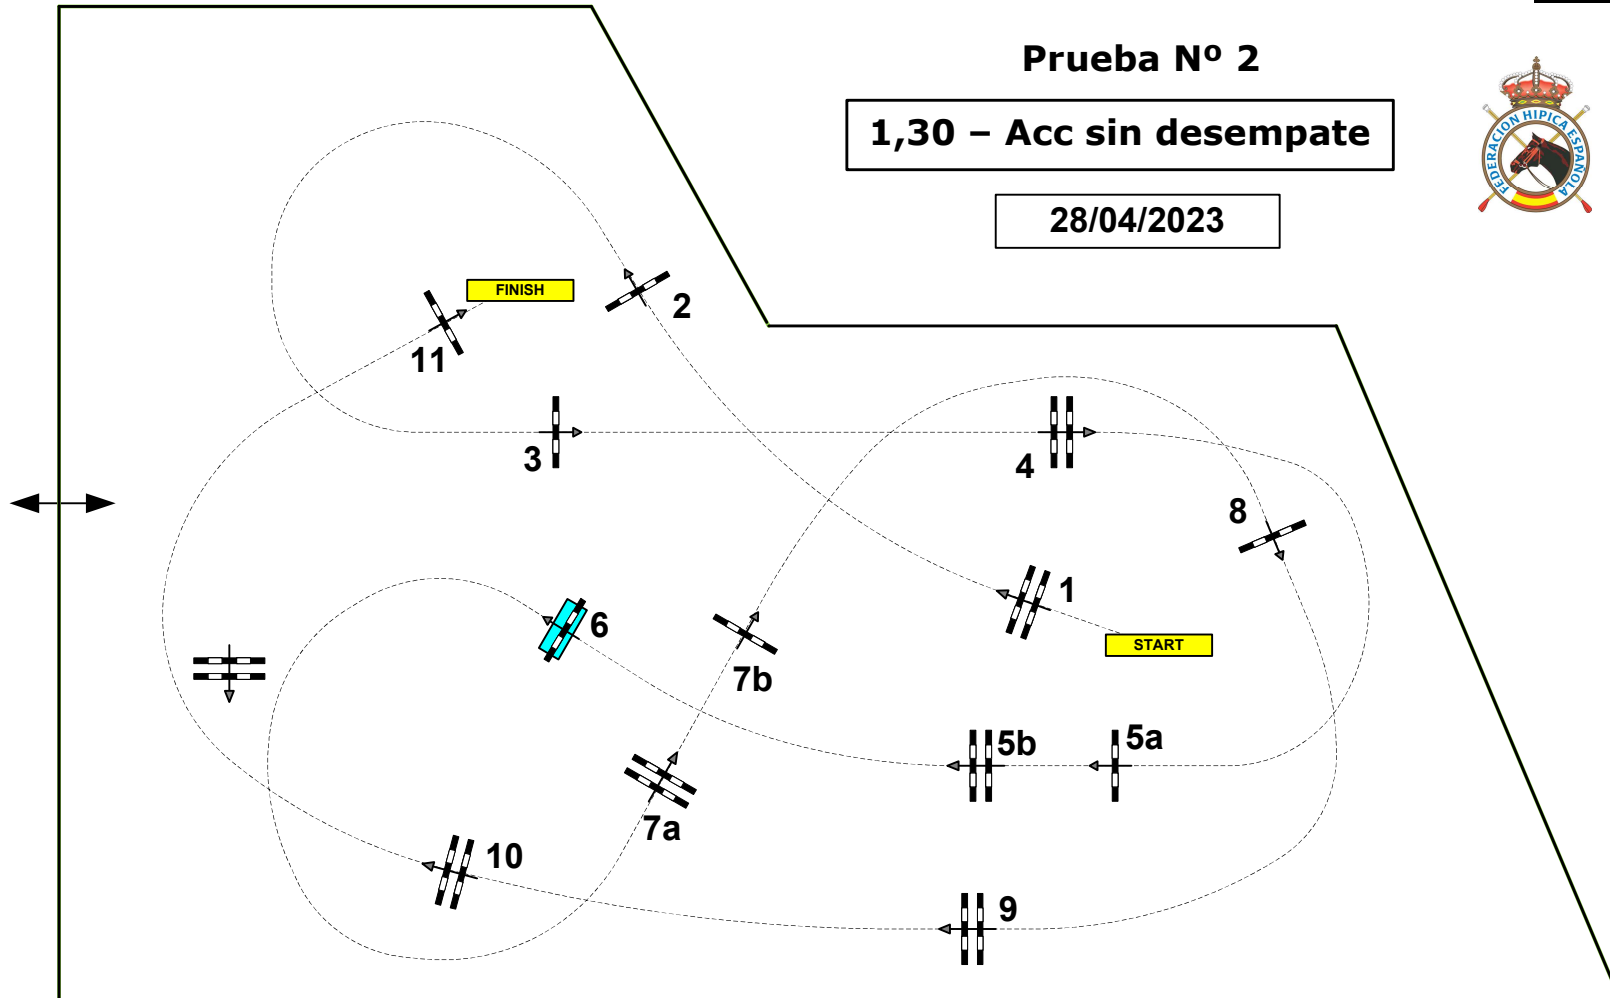 Prueba Nº 2
1,30 – Acc sin desempate
28/04/2023
FEDERACION HIPICA ESPAÑOLA
FINISH
2
11
3
4
8
1
6
START
7b
5b
5a
7a
10
9